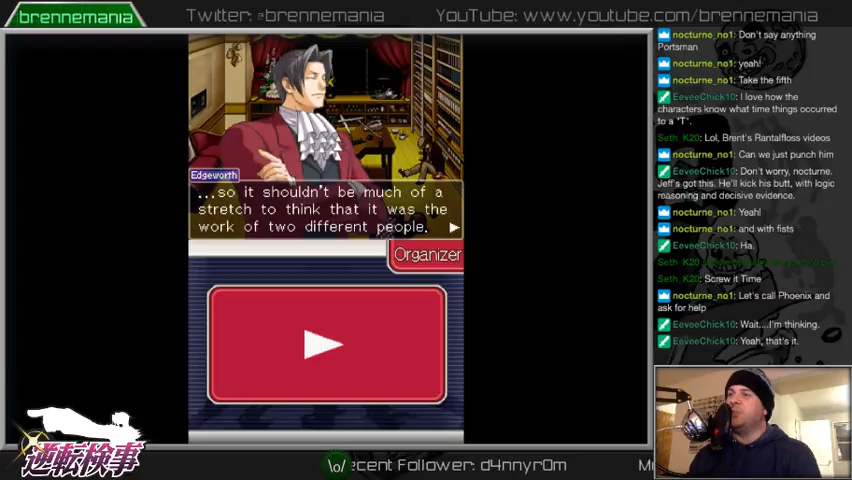 brennemania
Twitter: @brennemania
YouTube: www.youtube.com/brennemania
Edgeworth
...so it shouldn't be much of a
stretch to think that it was the
work of two different people.
Organizer
nocturne_no1: Don't say anything
Portsman
nocturne_no1: yeah!
nocturne_no1: Take the fifth
EeveeChick10: I love how the
characters know what time things occurred
to a "T".
Seth_K20: Lol, Brent's Rantalfloss videos
nocturne_no1: Can we just punch him
EeveeChick10: Don't worry, nocturne.
Jeff's got this. He'll kick his butt, with logic
reasoning and decisive evidence.
nocturne_no1: Yeah!
nocturne_no1: and with fists
EeveeChick10: Ha.
Seth_K20: Screw it Time
nocturne_no1: Let's call Phoenix and
ask for help
EeveeChick10: Wait....I'm thinking.
EeveeChick10: Yeah, that's it.
逆転検事
\o/ecent Follower: d4nnyr0m